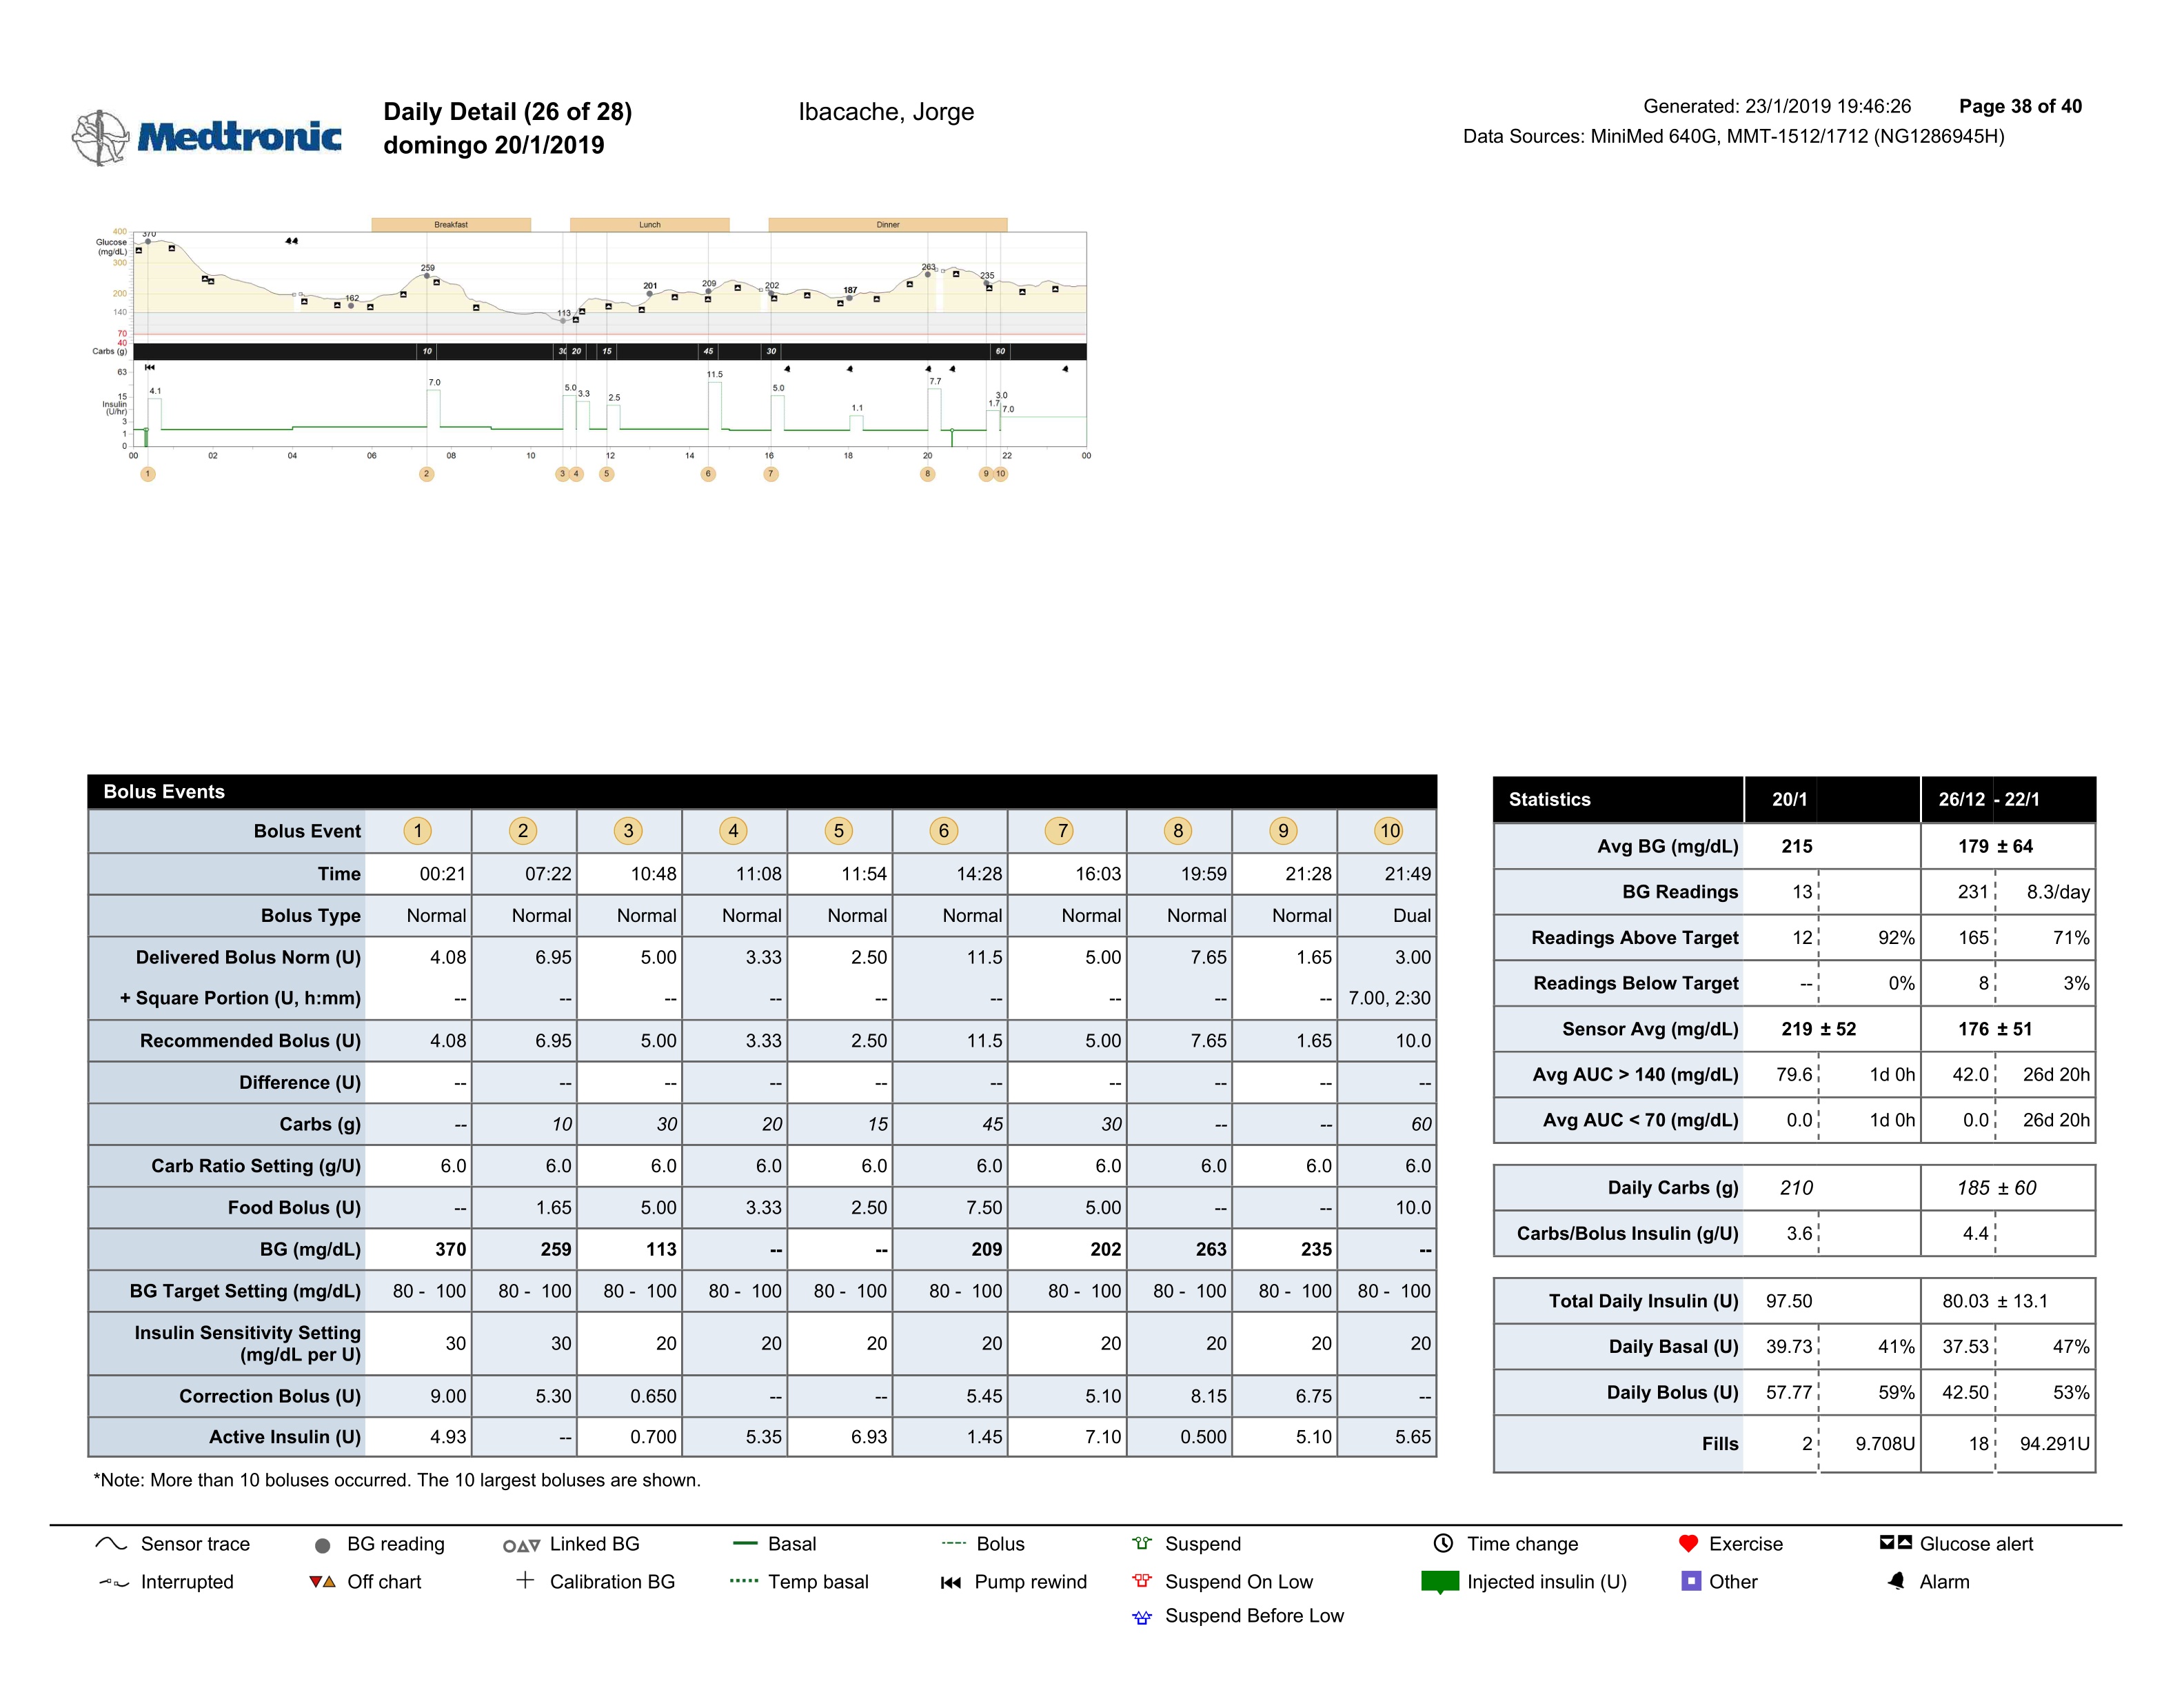 Medtronic
Daily Detail (26 of 28)
domingo 20/1/2019
Ibacache, Jorge
Generated: 23/1/2019 19:46:26 Page 38 of 40
Data Sources: MiniMed 640G, MMT-1512/1712 (NG1286945H)
Breakfast Lunch Dinner
400
Glucose
(mg/dL)
300
200
140
70
40
370 162 259 113 201 209 202 187 263 235
Carbs (g) 10 30 20 15 45 30 60
63
15
Insulin
(U/hr)
3
1
0
4.1 7.0 5.0 3.3 2.5 11.5 5.0 1.1 7.7 1.7 3.0 7.0
00 02 04 06 08 10 12 14 16 18 20 22 00
1 2 3 4 5 6 7 8 9 10
Bolus Events
Bolus Event 1 2 3 4 5 6 7 8 9 10
Time 00:21 07:22 10:48 11:08 11:54 14:28 16:03 19:59 21:28 21:49
Bolus Type Normal Normal Normal Normal Normal Normal Normal Normal Normal Dual
Delivered Bolus Norm (U) 4.08 6.95 5.00 3.33 2.50 11.5 5.00 7.65 1.65 3.00
+ Square Portion (U, h:mm) -- -- -- -- -- -- -- -- -- 7.00, 2:30
Recommended Bolus (U) 4.08 6.95 5.00 3.33 2.50 11.5 5.00 7.65 1.65 10.0
Difference (U) -- -- -- -- -- -- -- -- -- --
Carbs (g) -- 10 30 20 15 45 30 -- -- 60
Carb Ratio Setting (g/U) 6.0 6.0 6.0 6.0 6.0 6.0 6.0 6.0 6.0 6.0
Food Bolus (U) -- 1.65 5.00 3.33 2.50 7.50 5.00 -- -- 10.0
BG (mg/dL) 370 259 113 -- -- 209 202 263 235 --
BG Target Setting (mg/dL) 80 - 100 80 - 100 80 - 100 80 - 100 80 - 100 80 - 100 80 - 100 80 - 100 80 - 100 80 - 100
Insulin Sensitivity Setting
(mg/dL per U) 30 30 20 20 20 20 20 20 20 20
Correction Bolus (U) 9.00 5.30 0.650 -- -- 5.45 5.10 8.15 6.75 --
Active Insulin (U) 4.93 -- 0.700 5.35 6.93 1.45 7.10 0.500 5.10 5.65
*Note: More than 10 boluses occurred. The 10 largest boluses are shown.
Statistics 20/1 26/12 - 22/1
Avg BG (mg/dL) 215 179 ± 64
BG Readings 13 231 8.3/day
Readings Above Target 12 92% 165 71%
Readings Below Target -- 0% 8 3%
Sensor Avg (mg/dL) 219 ± 52 176 ± 51
Avg AUC > 140 (mg/dL) 79.6 1d 0h 42.0 26d 20h
Avg AUC < 70 (mg/dL) 0.0 1d 0h 0.0 26d 20h
Daily Carbs (g) 210 185 ± 60
Carbs/Bolus Insulin (g/U) 3.6 4.4
Total Daily Insulin (U) 97.50 80.03 ± 13.1
Daily Basal (U) 39.73 41% 37.53 47%
Daily Bolus (U) 57.77 59% 42.50 53%
Fills 2 9.708U 18 94.291U
Sensor trace BG reading Linked BG Basal Bolus Suspend Time change Exercise Glucose alert
Interrupted Off chart Calibration BG Temp basal Pump rewind Suspend On Low Injected insulin (U) Other Alarm
Suspend Before Low